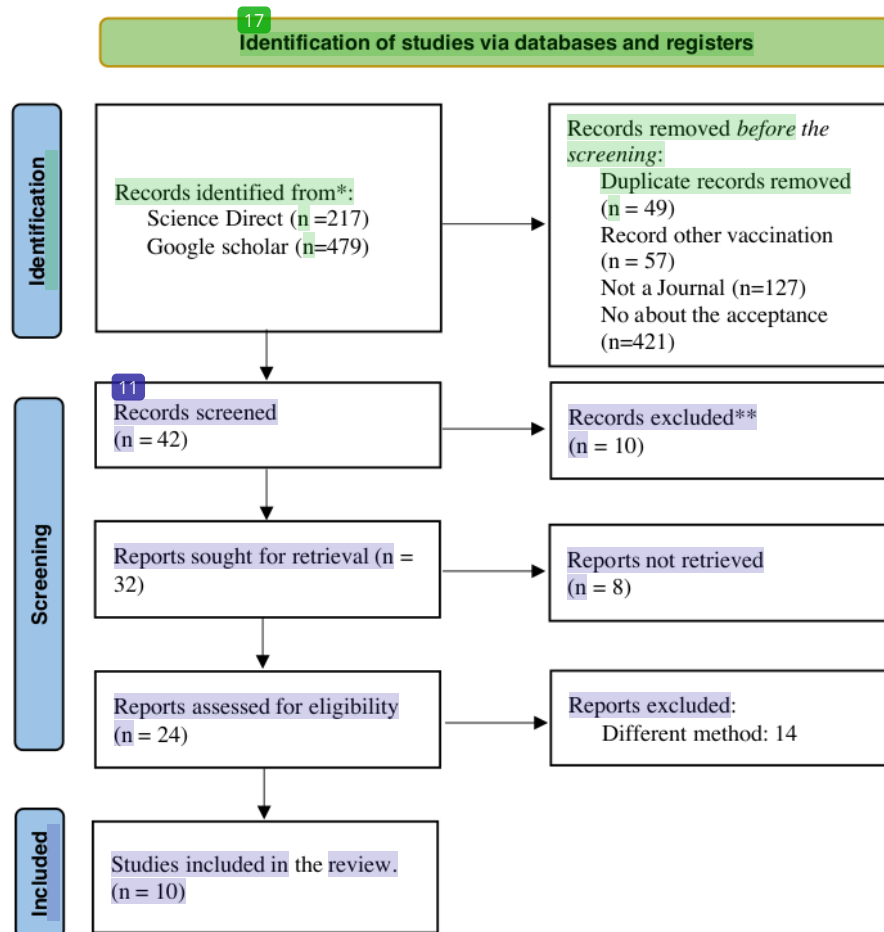 17
Identification of studies via databases and registers
Identification
Records identified from*:
Science Direct (n =217)
Google scholar (n=479)
Records removed before the
screening:
Duplicate records removed
(n = 49)
Record other vaccination
(n = 57)
Not a Journal (n=127)
No about the acceptance
(n=421)
Screening
11
Records screened
(n = 42)
Records excluded**
(n = 10)
Reports sought for retrieval (n =
32)
Reports not retrieved
(n = 8)
Reports assessed for eligibility
(n = 24)
Reports excluded:
Different method: 14
Included
Studies included in the review.
(n = 10)